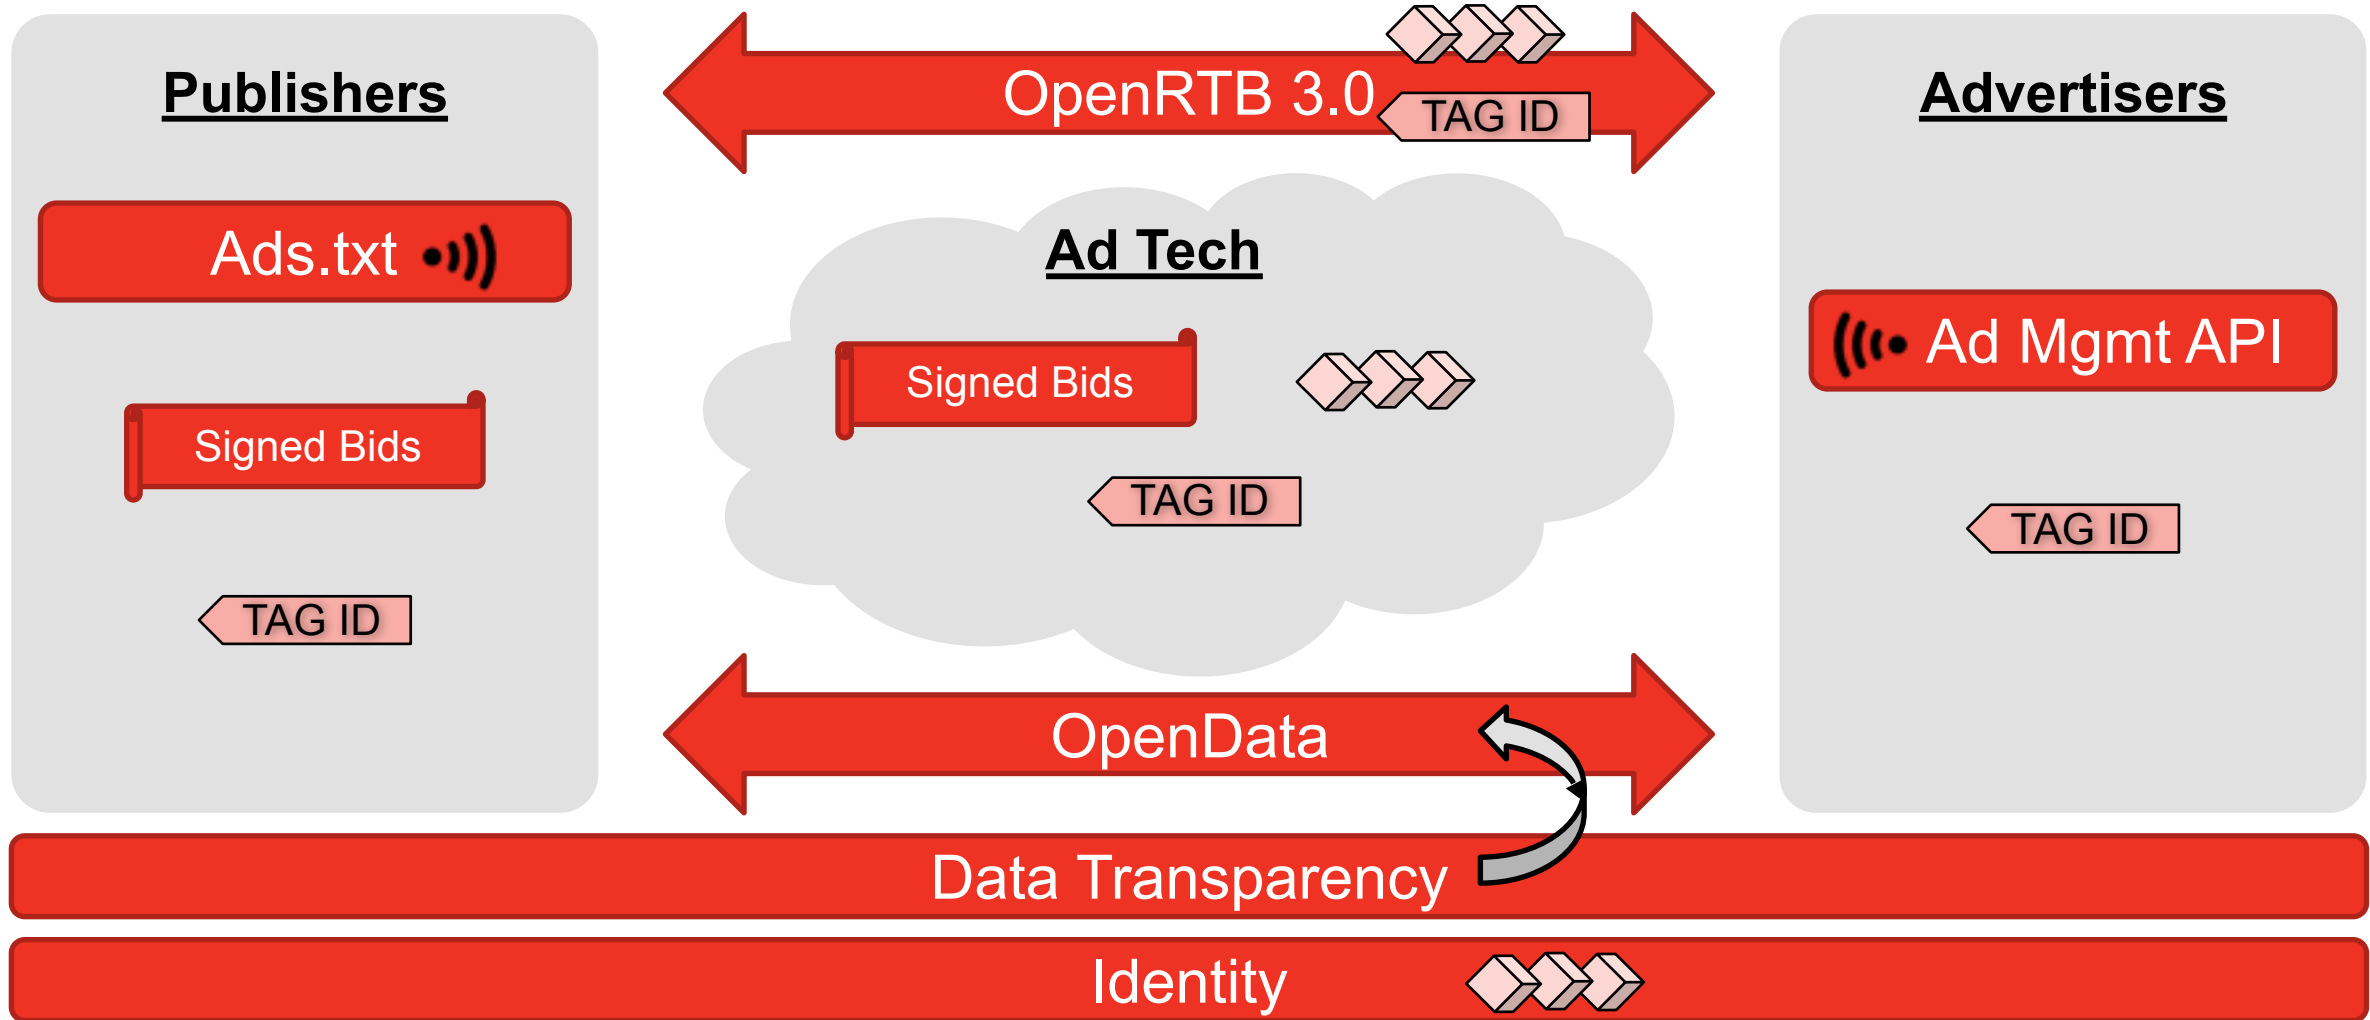 Publishers
Ads.txt
Signed Bids
TAG ID
OpenRTB 3.0
TAG ID
Ad Tech
Signed Bids
TAG ID
OpenData
Advertisers
Ad Mgmt API
TAG ID
Data Transparency
Identity